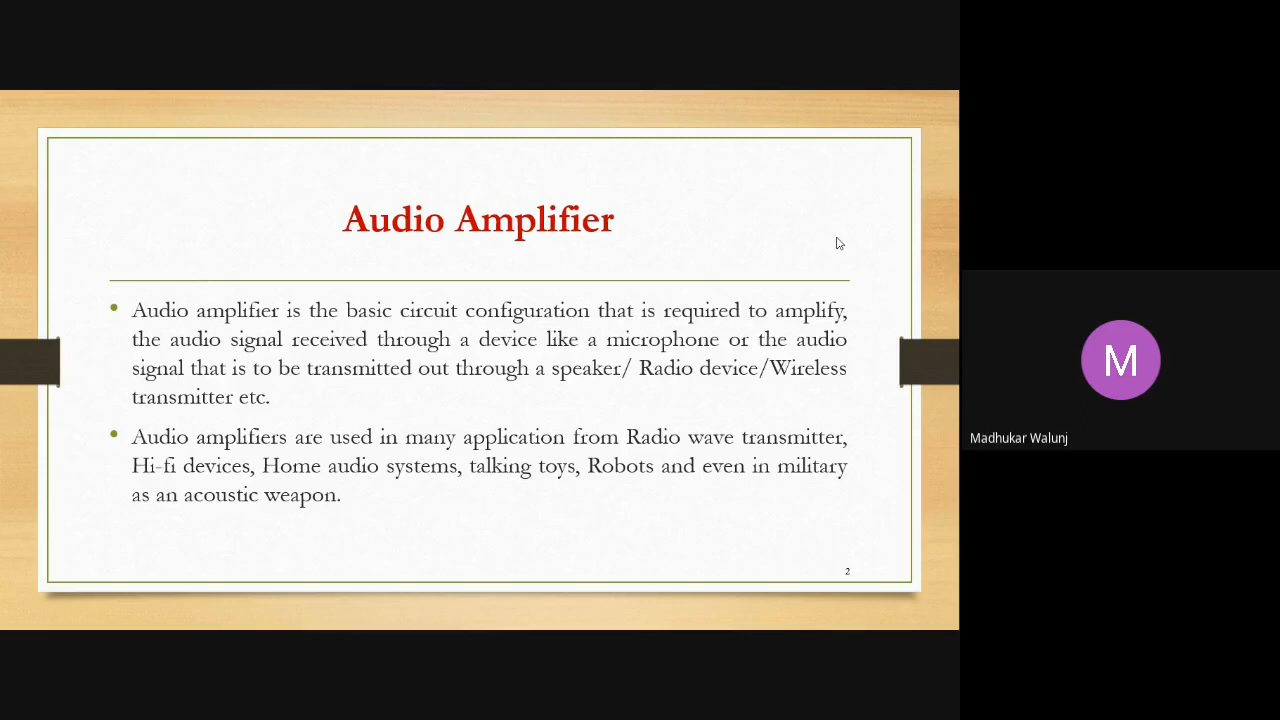 Audio Amplifier
• Audio amplifier is the basic circuit configuration that is required to amplify,
the audio signal received through a device like a microphone or the audio
signal that is to be transmitted out through a speaker/ Radio device/Wireless
transmitter etc.
• Audio amplifiers are used in many application from Radio wave transmitter,
Hi-fi devices, Home audio systems, talking toys, Robots and even in military
as an acoustic weapon.
2
M
Madhukar Walunj